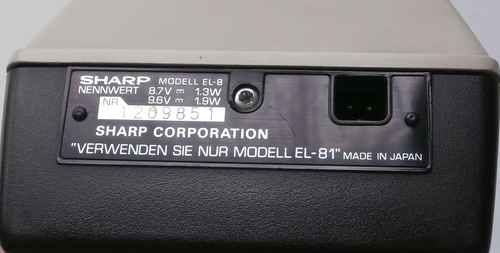 SHARP MODELL EL-8
NENNWERT 8.7V ⎓ 1.3W
9.6V ⎓ 1.9W
NR. 1209851
SHARP CORPORATION
"VERWENDEN SIE NUR MODELL EL-81" MADE IN JAPAN